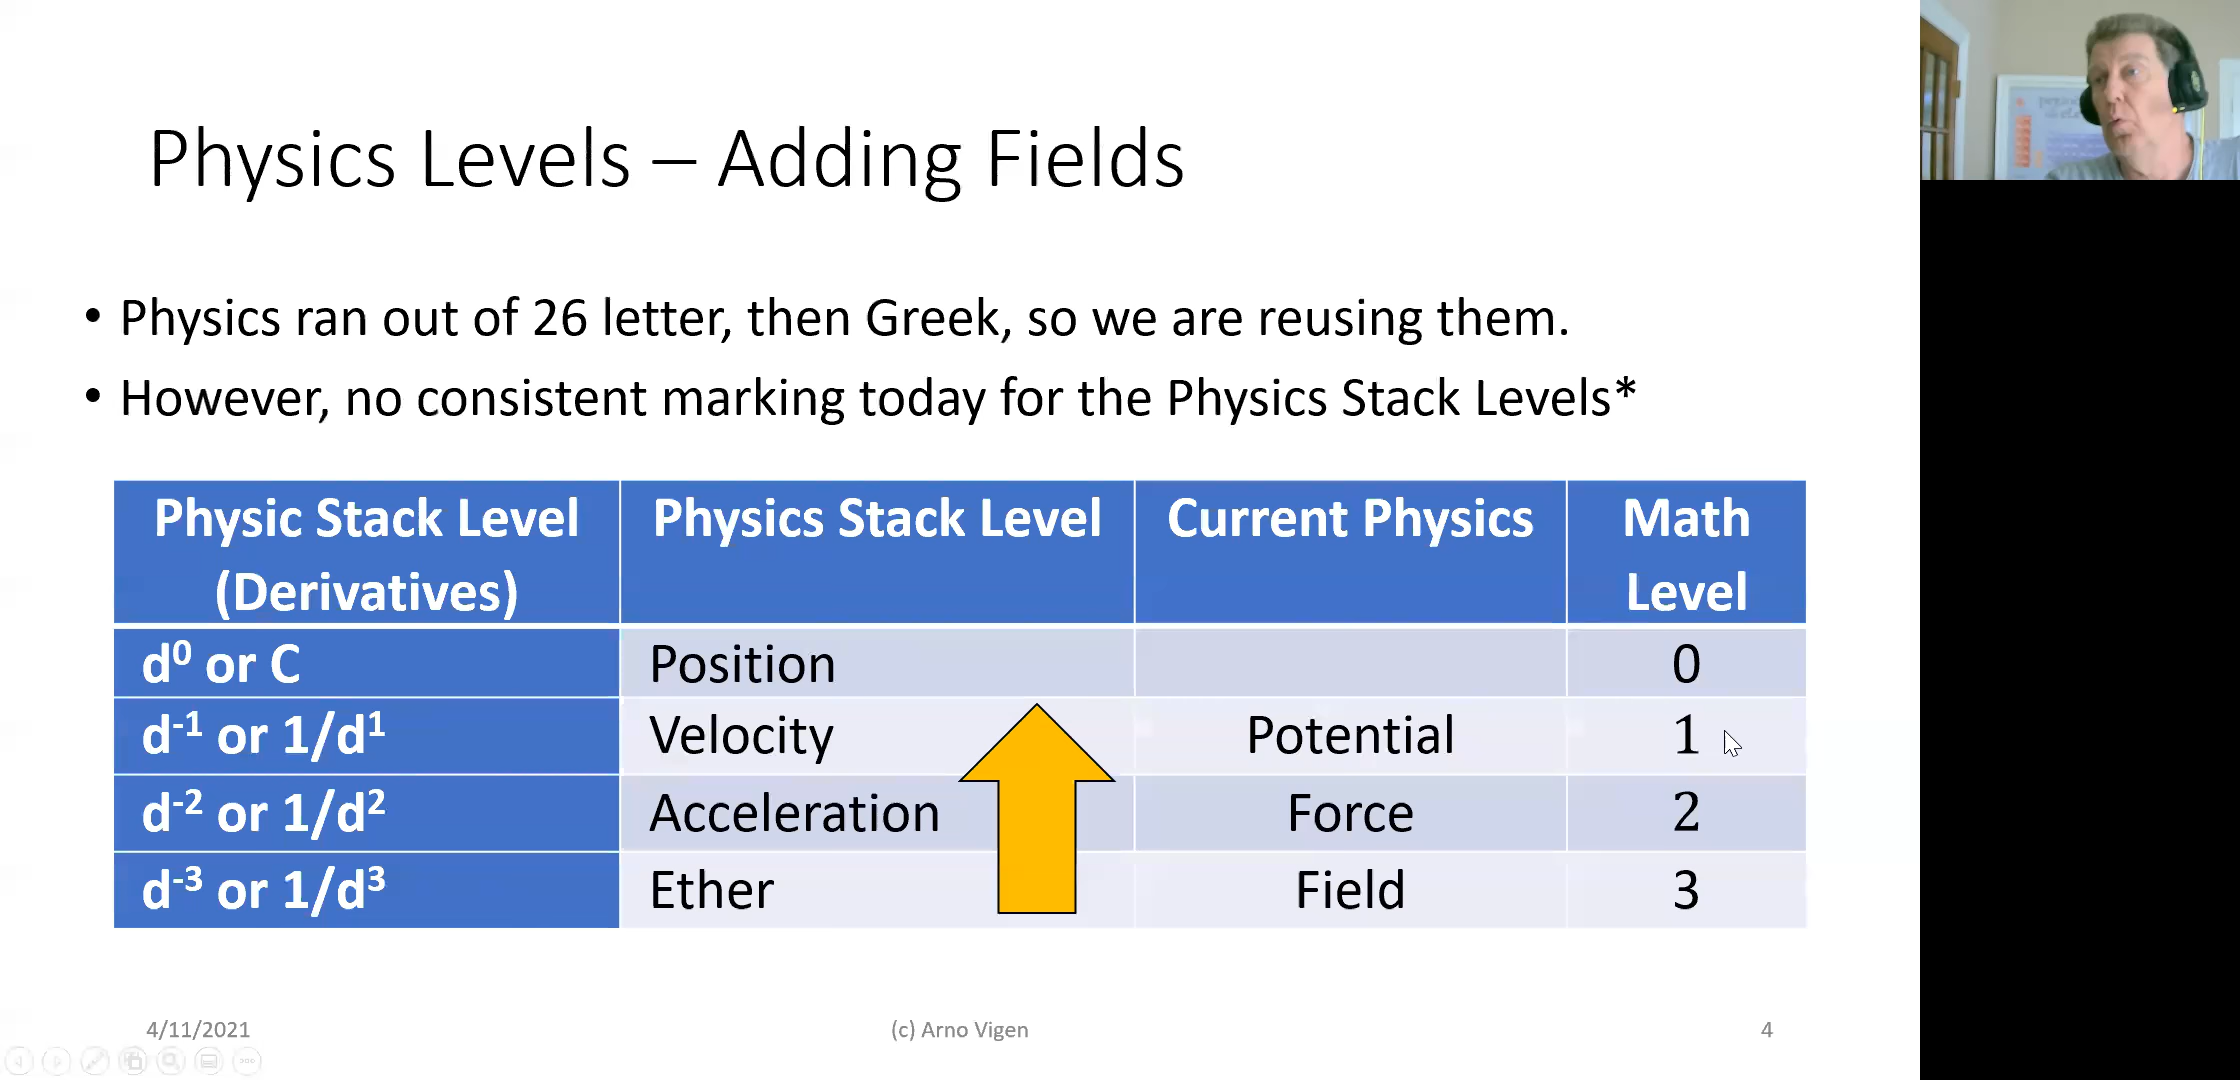 Physics Levels – Adding Fields
• Physics ran out of 26 letter, then Greek, so we are reusing them.
• However, no consistent marking today for the Physics Stack Levels*
Physic Stack Level (Derivatives) Physics Stack Level Current Physics Math Level
d⁰ or C Position 0
d⁻¹ or 1/d¹ Velocity Potential 1
d⁻² or 1/d² Acceleration Force 2
d⁻³ or 1/d³ Ether Field 3
4/11/2021 (c) Arno Vigen 4